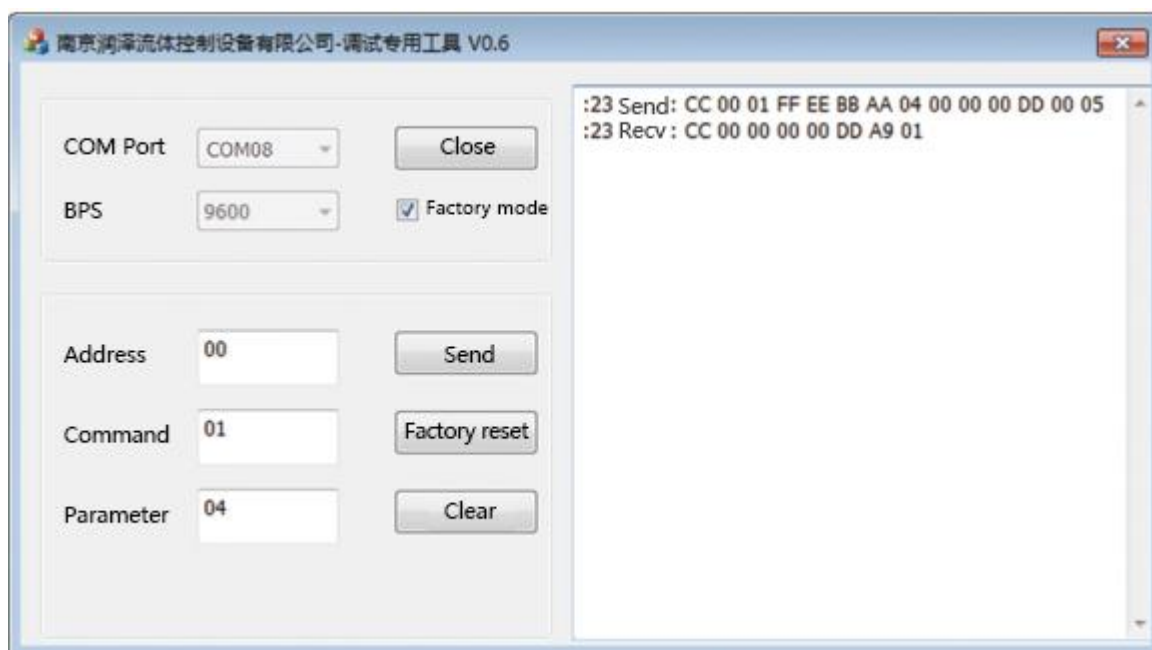 南京润泽流体控制设备有限公司-调试专用工具 V0.6
COM Port
COM08
Close
BPS
9600
Factory mode
Address
00
Send
Command
01
Factory reset
Parameter
04
Clear
:23 Send: CC 00 01 FF EE BB AA 04 00 00 00 DD 00 05
:23 Recv: CC 00 00 00 00 DD A9 01